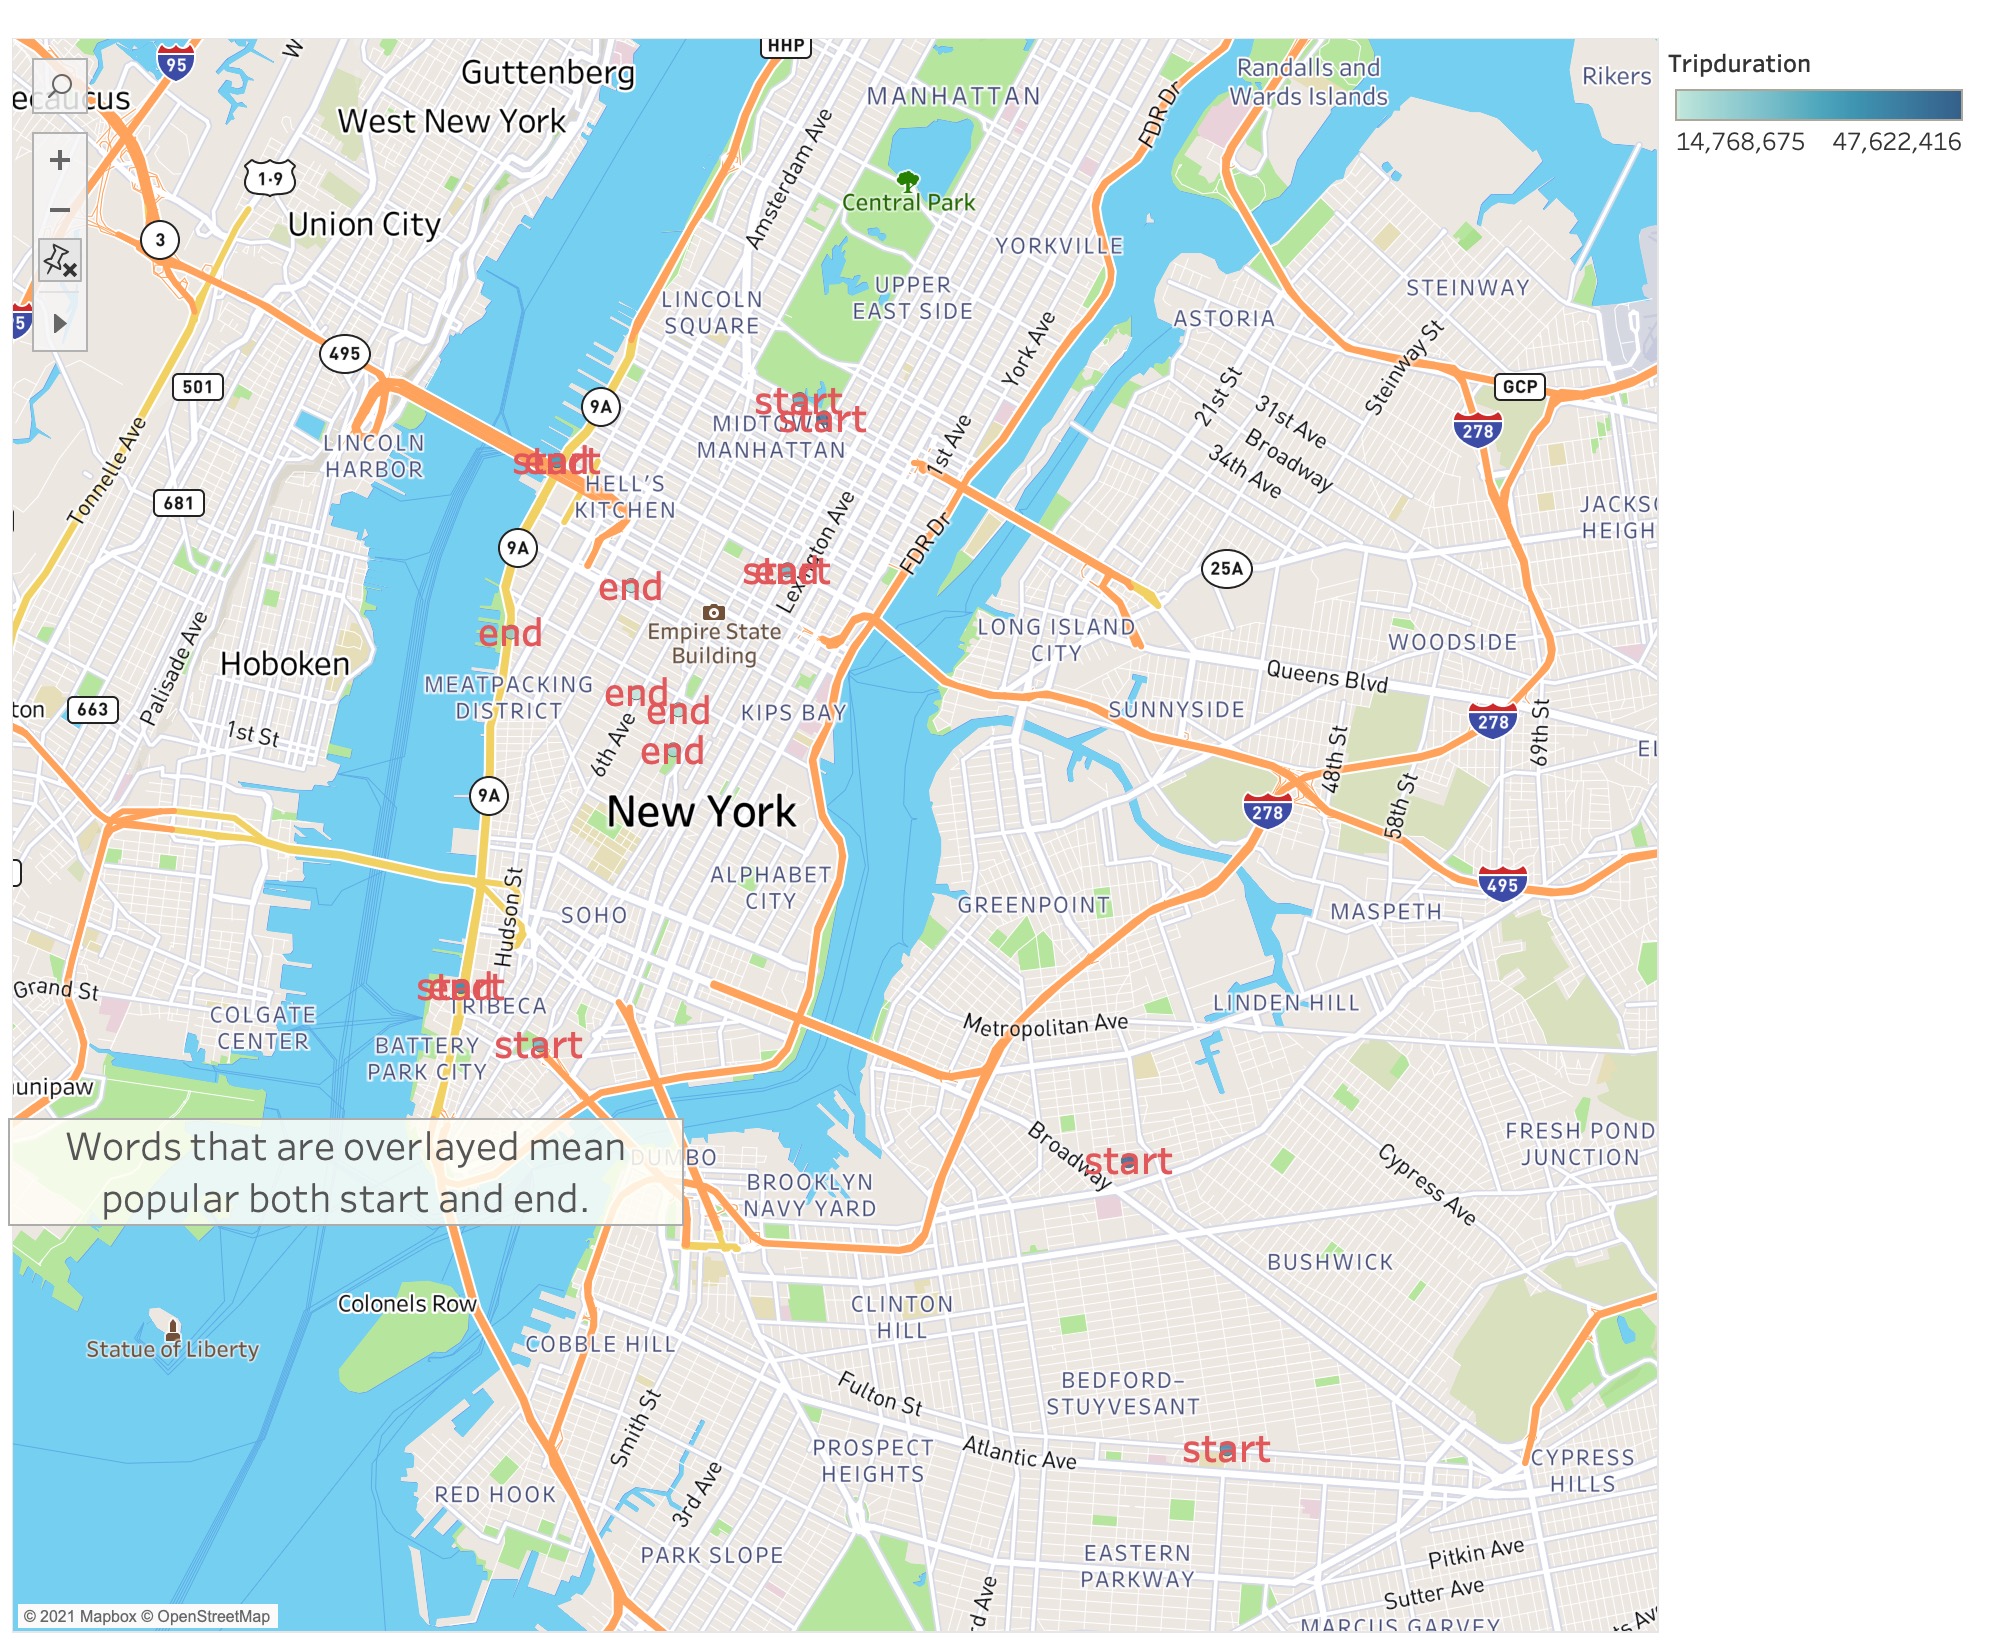 Tripduration
14,768,675 47,622,416
95
HHP
Guttenberg
West New York
MANHATTAN
Randalls and
Wards Islands
Rikers
FDR Dr
Amsterdam Ave
1·9
Union City
3
Central Park
YORKVILLE
UPPER
EAST SIDE
LINCOLN
SQUARE
STEINWAY
ASTORIA
York Ave
Steinway St
495
501
9A
GCP
21st St
31st Ave
Broadway
34th Ave
278
start
start
MIDTOWN
MANHATTAN
1st Ave
LINCOLN
HARBOR
Tonnelle Ave
start
end
HELL'S
KITCHEN
681
Lexington Ave
FDR Dr
9A
25A
start
end
end
Empire State
Building
end
LONG ISLAND
CITY
WOODSIDE
Hoboken
Palisade Ave
Queens Blvd
MEATPACKING
DISTRICT
end
end
KIPS BAY
SUNNYSIDE
278
69th St
663
1st St
6th Ave
end
48th St
58th St
9A
New York
278
ALPHABET
CITY
495
Hudson St
SOHO
GREENPOINT
MASPETH
start
end
TRIBECA
Grand St
COLGATE
CENTER
LINDEN HILL
Metropolitan Ave
start
BATTERY
PARK CITY
Words that are overlayed mean
popular both start and end.
DUMBO
BROOKLYN
NAVY YARD
Broadway
start
Cypress Ave
FRESH POND
JUNCTION
BUSHWICK
Colonels Row
CLINTON
HILL
Statue of Liberty
COBBLE HILL
Fulton St
BEDFORD-
STUYVESANT
Smith St
PROSPECT
HEIGHTS
Atlantic Ave
start
CYPRESS
HILLS
RED HOOK
3rd Ave
PARK SLOPE
EASTERN
PARKWAY
Pitkin Ave
Sutter Ave
MARCUS GARVEY
© 2021 Mapbox © OpenStreetMap